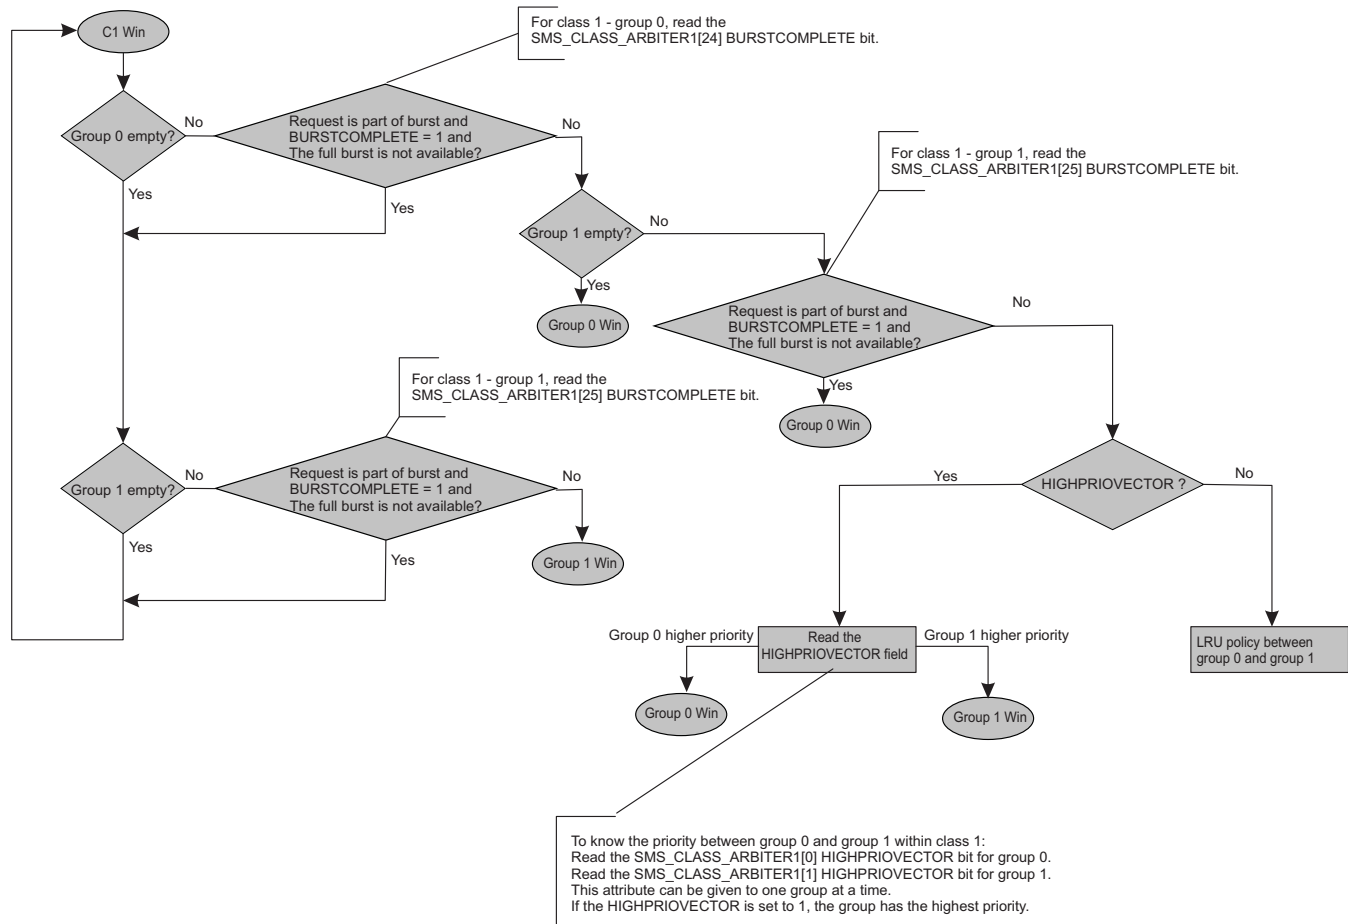 For class 1 - group 0, read the
SMS_CLASS_ARBITER1[24] BURSTCOMPLETE bit.
C1 Win
Group 0 empty?
No
Request is part of burst and
BURSTCOMPLETE = 1 and
The full burst is not available?
No
Yes
Yes
For class 1 - group 1, read the
SMS_CLASS_ARBITER1[25] BURSTCOMPLETE bit.
Group 1 empty?
No
Yes
Group 0 Win
Request is part of burst and
BURSTCOMPLETE = 1 and
The full burst is not available?
No
Yes
Group 0 Win
For class 1 - group 1, read the
SMS_CLASS_ARBITER1[25] BURSTCOMPLETE bit.
Group 1 empty?
No
Request is part of burst and
BURSTCOMPLETE = 1 and
The full burst is not available?
No
Yes
Yes
Group 1 Win
Yes
HIGHPRIOVECTOR ?
No
Group 0 higher priority
Read the
HIGHPRIOVECTOR field
Group 1 higher priority
LRU policy between
group 0 and group 1
Group 0 Win
Group 1 Win
To know the priority between group 0 and group 1 within class 1:
Read the SMS_CLASS_ARBITER1[0] HIGHPRIOVECTOR bit for group 0.
Read the SMS_CLASS_ARBITER1[1] HIGHPRIOVECTOR bit for group 1.
This attribute can be given to one group at a time.
If the HIGHPRIOVECTOR is set to 1, the group has the highest priority.